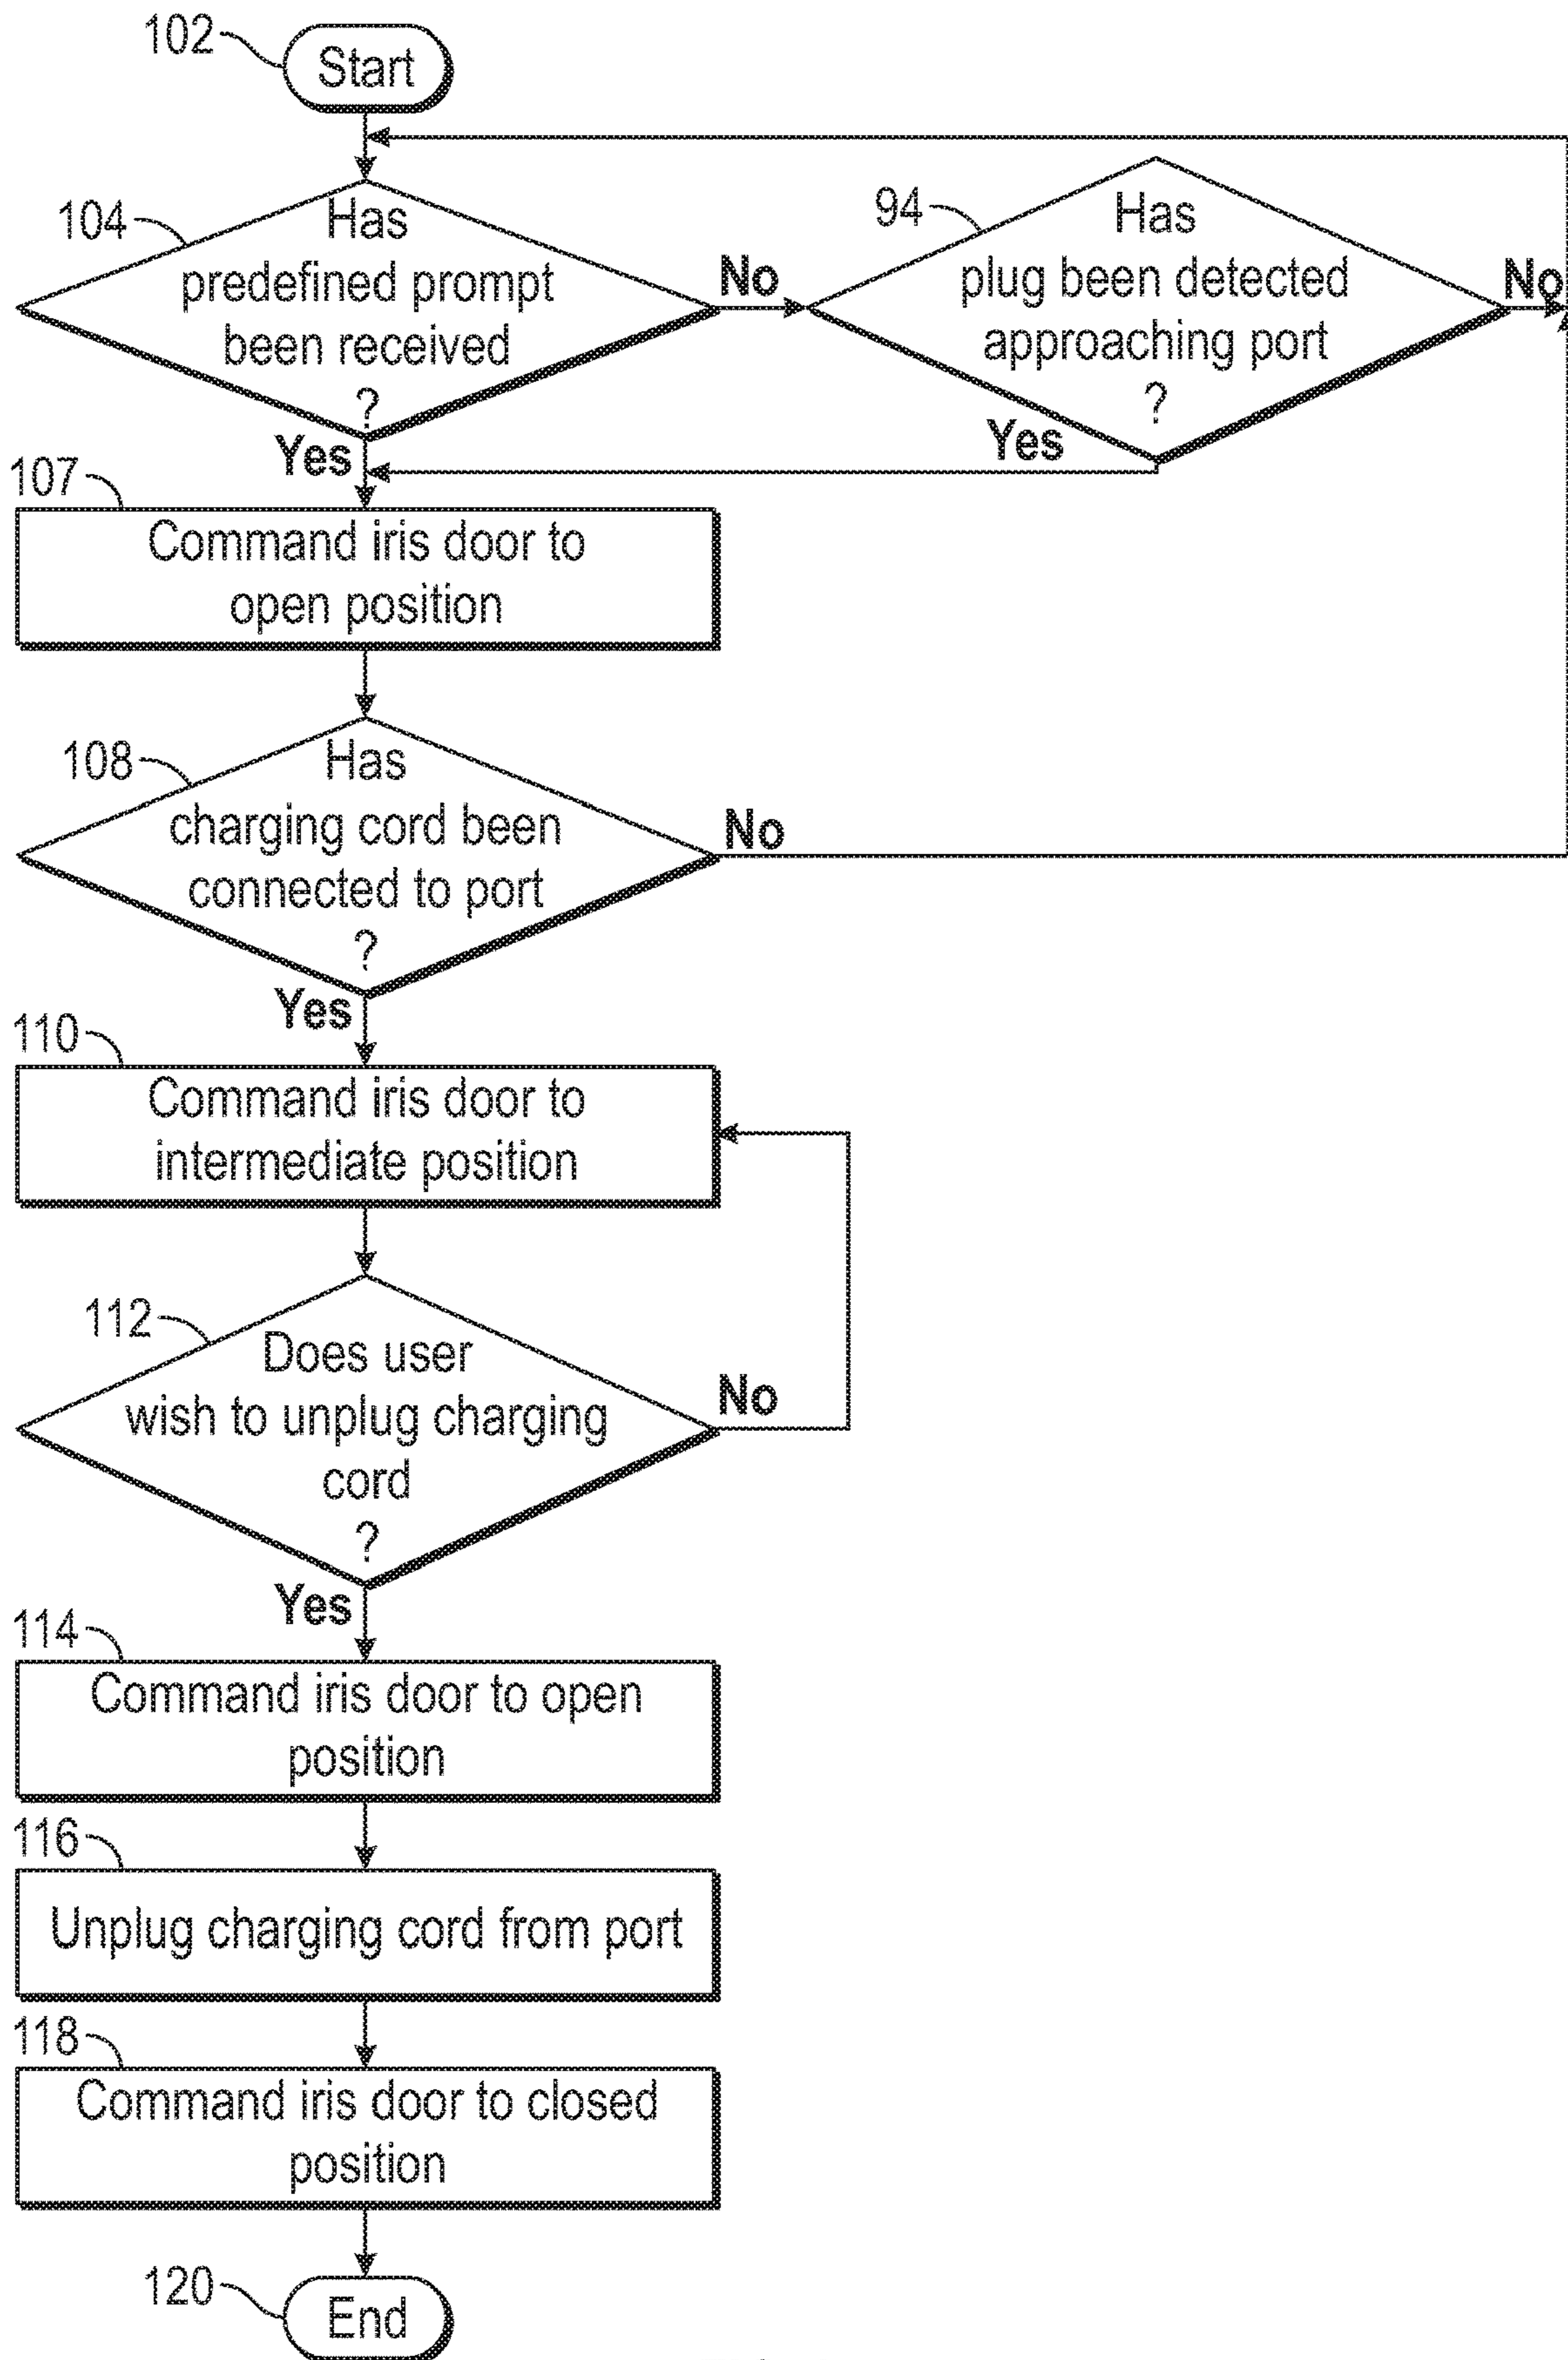 102
Start
104
Has
predefined prompt
been received
?
No
Yes
94
Has
plug been detected
approaching port
?
No
Yes
107
Command iris door to
open position
108
Has
charging cord been
connected to port
?
No
Yes
110
Command iris door to
intermediate position
112
Does user
wish to unplug charging
cord
?
No
Yes
114
Command iris door to open
position
116
Unplug charging cord from port
118
Command iris door to closed
position
120
End